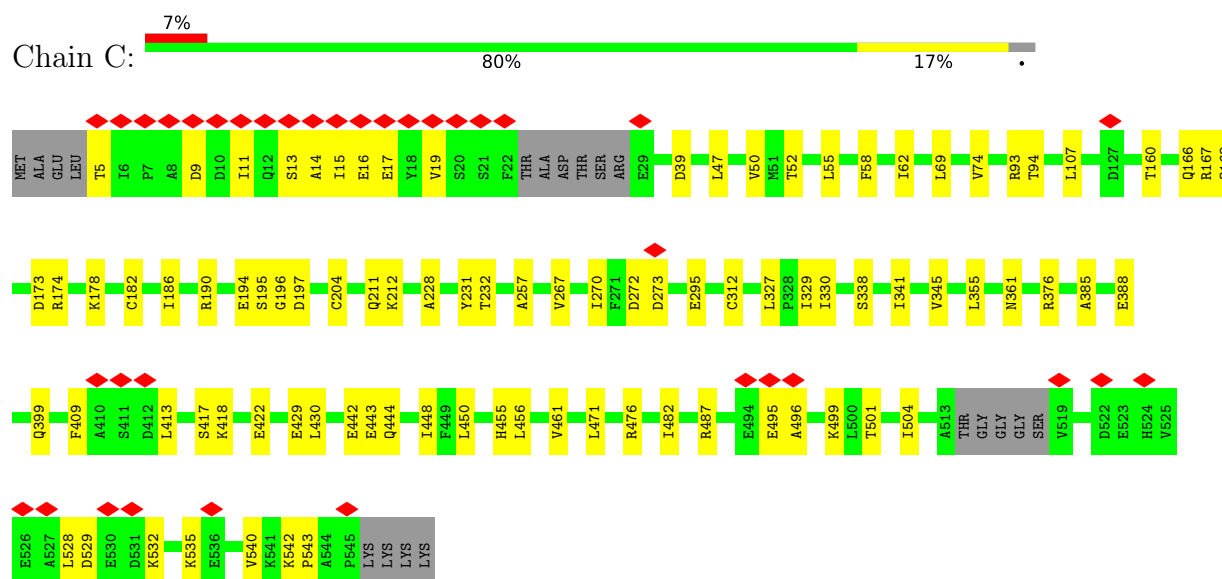 7%
Chain C:
80% 17% •
MET ALA GLU LEU T5 I6 P7 A8 D9 D10 I11 Q12 S13 A14 I15 E16 E17 Y18 V19 S20 S21 F22 THR ALA ASP THR SER ARG E29 D39 L47 V50 M51 T52 L55 F58 I62 L69 V74 R93 T94 L107 D127 T160 Q166 R167
D173 R174 K178 C182 I186 R190 E194 S195 G196 D197 C204 Q211 K212 A228 Y231 T232 A257 V267 I270 F271 D272 D273 E295 C312 L327 P328 I329 I330 S338 I341 V345 L355 N361 R376 A385 E388
Q399 F409 A410 S411 D412 L413 S417 K418 E422 E429 L430 E442 E443 Q444 I448 F449 L450 H455 L456 V461 L471 R476 I482 R487 E494 E495 A496 K499 L500 T501 I504 A513 THR GLY GLY GLY SER V519 D522 E523 H524 V525
E526 A527 L528 D529 E530 D531 K532 K535 E536 V540 K541 K542 P543 A544 P545 LYS LYS LYS LYS